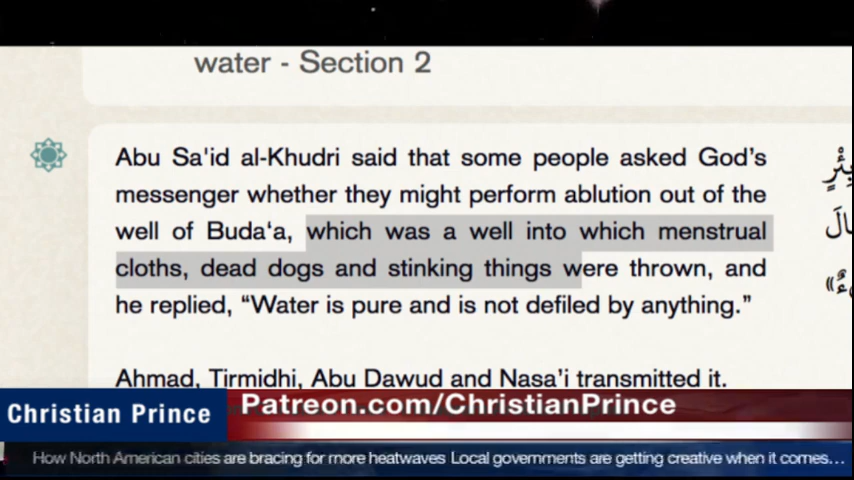 water - Section 2
Abu Sa'id al-Khudri said that some people asked God's
messenger whether they might perform ablution out of the
well of Buda‘a, which was a well into which menstrual
cloths, dead dogs and stinking things were thrown, and
he replied, “Water is pure and is not defiled by anything.”
Ahmad, Tirmidhi, Abu Dawud and Nasa’i transmitted it.
Christian Prince
Patreon.com/ChristianPrince
How North American cities are bracing for more heatwaves Local governments are getting creative when it comes...